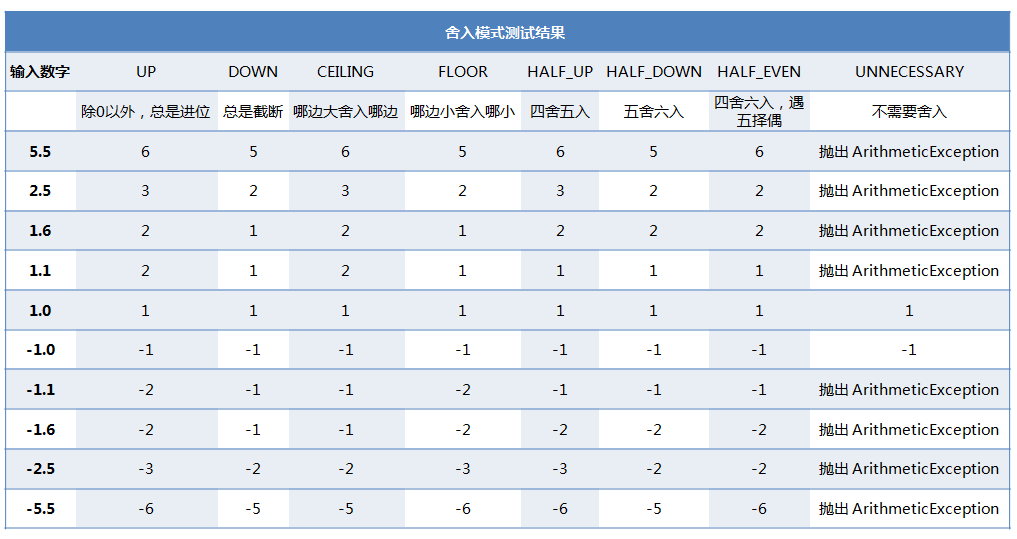 舍入模式测试结果
输入数字 UP DOWN CEILING FLOOR HALF_UP HALF_DOWN HALF_EVEN UNNECESSARY
除0以外，总是进位 总是截断 哪边大舍入哪边 哪边小舍入哪小 四舍五入 五舍六入 四舍六入，遇五择偶 不需要舍入
5.5 6 5 6 5 6 5 6 抛出 ArithmeticException
2.5 3 2 3 2 3 2 2 抛出 ArithmeticException
1.6 2 1 2 1 2 2 2 抛出 ArithmeticException
1.1 2 1 2 1 1 1 1 抛出 ArithmeticException
1.0 1 1 1 1 1 1 1 1
-1.0 -1 -1 -1 -1 -1 -1 -1 -1
-1.1 -2 -1 -1 -2 -1 -1 -1 抛出 ArithmeticException
-1.6 -2 -1 -1 -2 -2 -2 -2 抛出 ArithmeticException
-2.5 -3 -2 -2 -3 -3 -2 -2 抛出 ArithmeticException
-5.5 -6 -5 -5 -6 -6 -5 -6 抛出 ArithmeticException